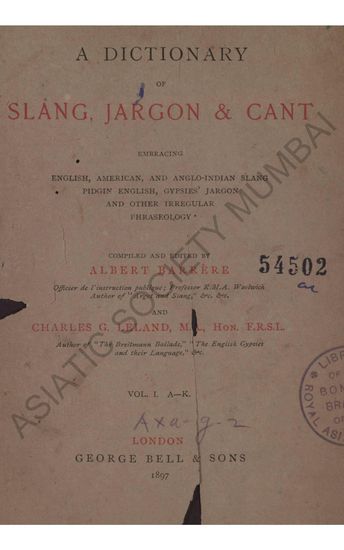 A DICTIONARY
OF
SLANG, JARGON & CANT
EMBRACING
ENGLISH, AMERICAN, AND ANGLO-INDIAN SLANG
PIDGIN ENGLISH, GYPSIES' JARGON
AND OTHER IRREGULAR
PHRASEOLOGY
COMPILED AND EDITED BY
ALBERT BARRÈRE
Officier de l'instruction publique; Professor R.M.A. Woolwich
Author of "Argot and Slang," &c. &c.
54502
AND
CHARLES G. LELAND, M.A., HON. F.R.S.L.
Author of "The Breitmann Ballads," "The English Gypsies
and their Language," &c.
VOL. I. A—K.
Axa-g-2
LONDON
GEORGE BELL & SONS
1897
ASIATIC SOCIETY MUMBAI